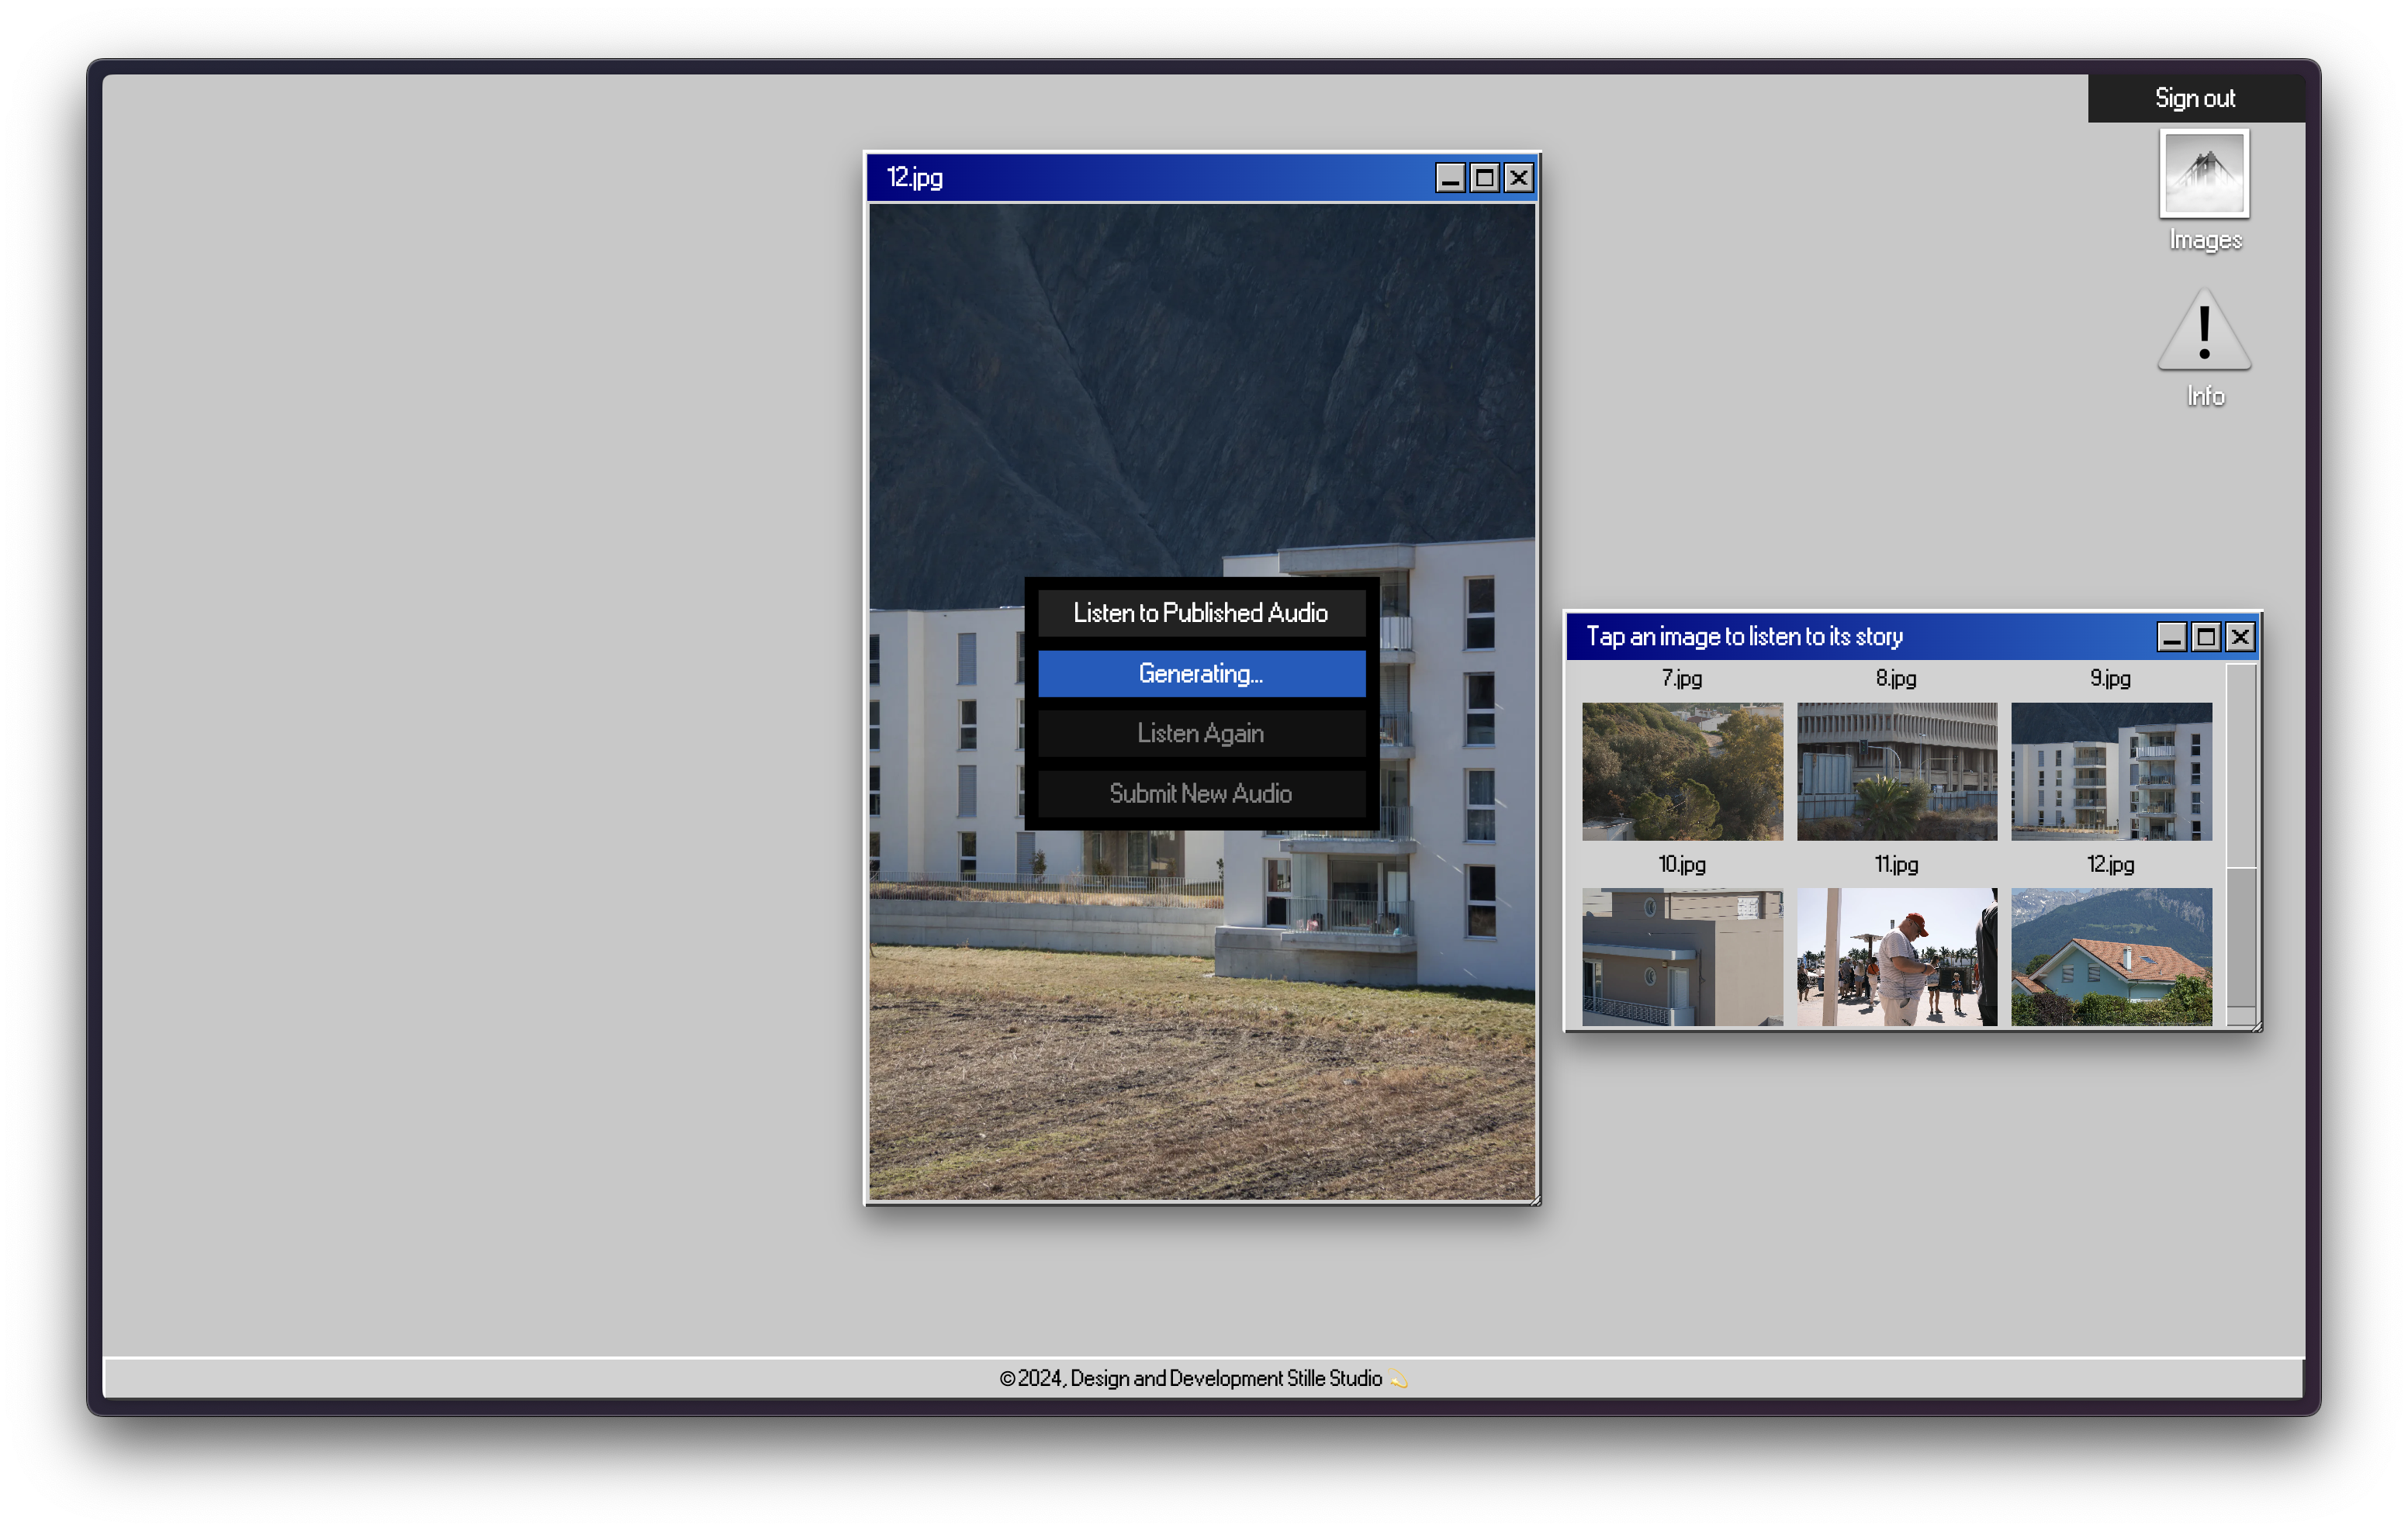 Sign out
Images
Info
12.jpg
Listen to Published Audio
Generating...
Listen Again
Submit New Audio
Tap an image to listen to its story
7.jpg 8.jpg 9.jpg
10.jpg 11.jpg 12.jpg
©2024, Design and Development Stille Studio 💫